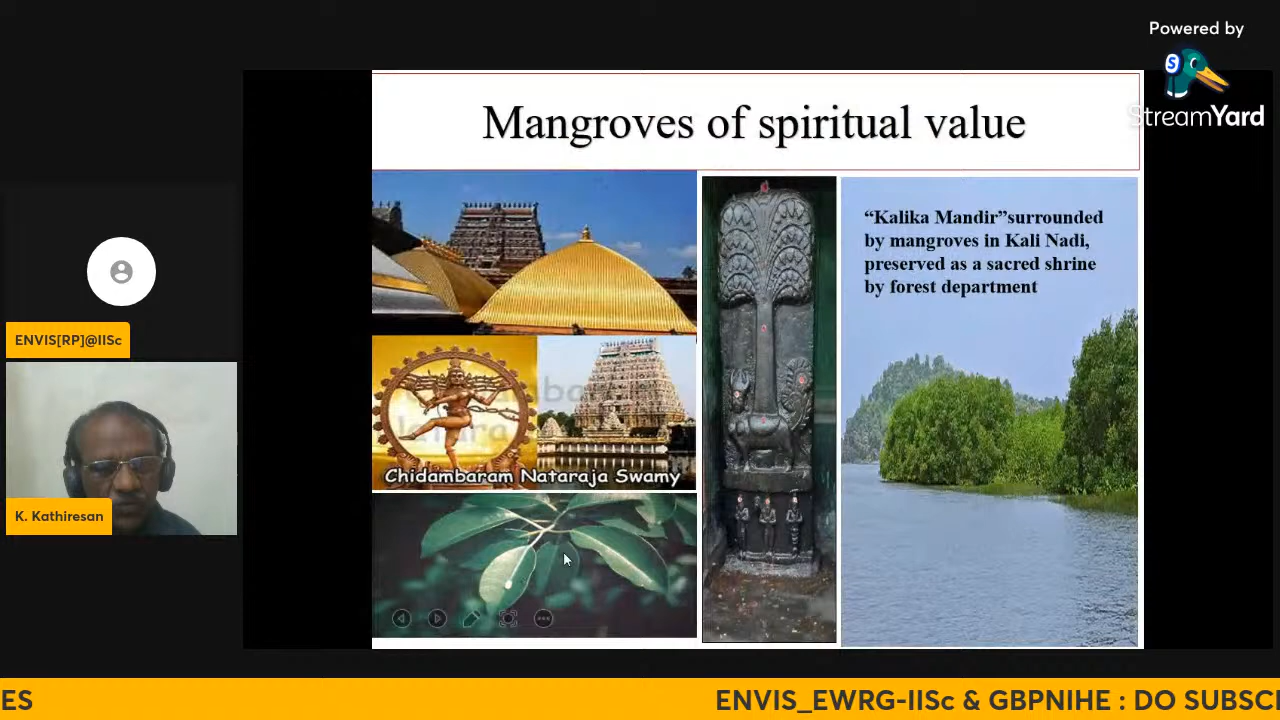 Powered by
StreamYard
Mangroves of spiritual value
“Kalika Mandir”surrounded
by mangroves in Kali Nadi,
preserved as a sacred shrine
by forest department
ENVIS[RP]@IISc
Chidambaram Nataraja Swamy
K. Kathiresan
ES
ENVIS_EWRG-IISc & GBPNIHE : DO SUBSC